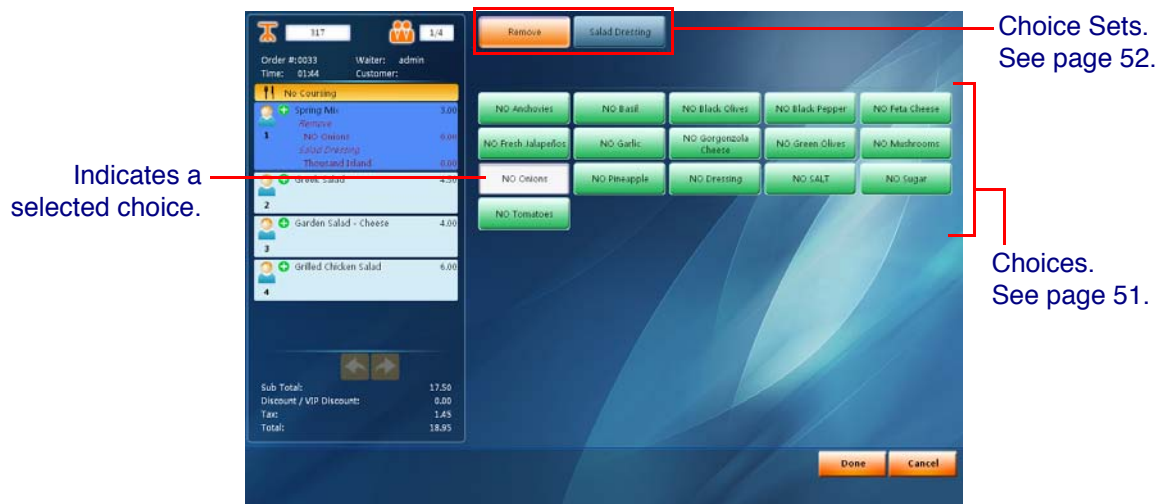 317
1/4
Order #:0033 Waiter: admin
Time: 01:44 Customer:
No Coursing
Spring Mix 3.00
Remove
1 NO Onions 0.00
Salad Dressing
Thousand Island 0.00
Greek Salad 4.50
2
Garden Salad - Cheese 4.00
3
Grilled Chicken Salad 6.00
4
Sub Total: 17.50
Discount / VIP Discount: 0.00
Tax: 1.45
Total: 18.95
Remove
Salad Dressing
NO Anchovies
NO Basil
NO Black Olives
NO Black Pepper
NO Feta Cheese
NO Fresh Jalapeños
NO Garlic
NO Gorgonzola
Cheese
NO Green Olives
NO Mushrooms
NO Onions
NO Pineapple
NO Dressing
NO SALT
NO Sugar
NO Tomatoes
Done
Cancel
Choice Sets.
See page 52.
Indicates a
selected choice.
Choices.
See page 51.